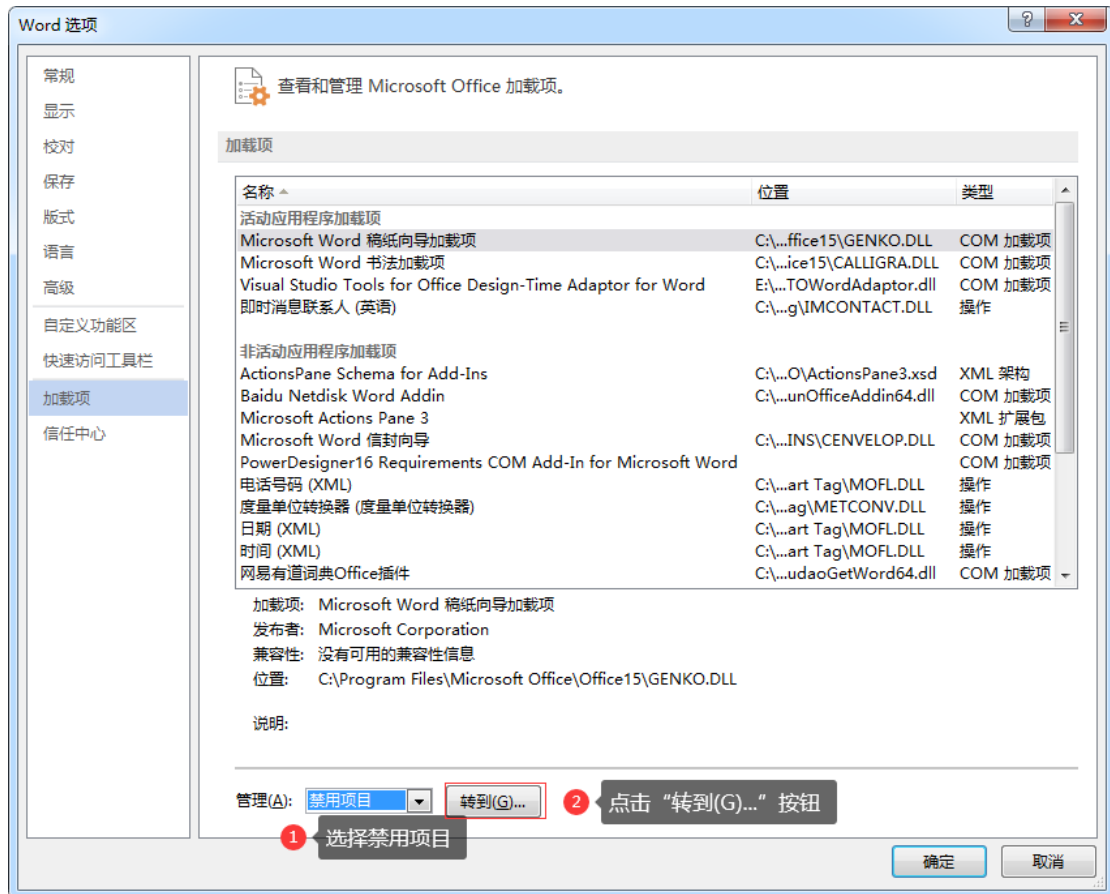 Word 选项
常规
显示
校对
保存
版式
语言
高级
自定义功能区
快速访问工具栏
加载项
信任中心
查看和管理 Microsoft Office 加载项。
加载项
名称 位置 类型
活动应用程序加载项
Microsoft Word 稿纸向导加载项 C:\...ffice15\GENKO.DLL COM 加载项
Microsoft Word 书法加载项 C:\...ice15\CALLIGRA.DLL COM 加载项
Visual Studio Tools for Office Design-Time Adaptor for Word E:\...TOWordAdaptor.dll COM 加载项
即时消息联系人 (英语) C:\...g\IMCONTACT.DLL 操作
非活动应用程序加载项
ActionsPane Schema for Add-Ins C:\...O\ActionsPane3.xsd XML 架构
Baidu Netdisk Word Addin C:\...unOfficeAddin64.dll COM 加载项
Microsoft Actions Pane 3 XML 扩展包
Microsoft Word 信封向导 C:\...INS\CENVELOP.DLL COM 加载项
PowerDesigner16 Requirements COM Add-In for Microsoft Word COM 加载项
电话号码 (XML) C:\...art Tag\MOFL.DLL 操作
度量单位转换器 (度量单位转换器) C:\...ag\METCONV.DLL 操作
日期 (XML) C:\...art Tag\MOFL.DLL 操作
时间 (XML) C:\...art Tag\MOFL.DLL 操作
网易有道词典Office插件 C:\...udaoGetWord64.dll COM 加载项
加载项: Microsoft Word 稿纸向导加载项
发布者: Microsoft Corporation
兼容性: 没有可用的兼容性信息
位置: C:\Program Files\Microsoft Office\Office15\GENKO.DLL
说明:
管理(A): 禁用项目 转到(G)... 2 点击“转到(G)...”按钮
1 选择禁用项目
确定 取消